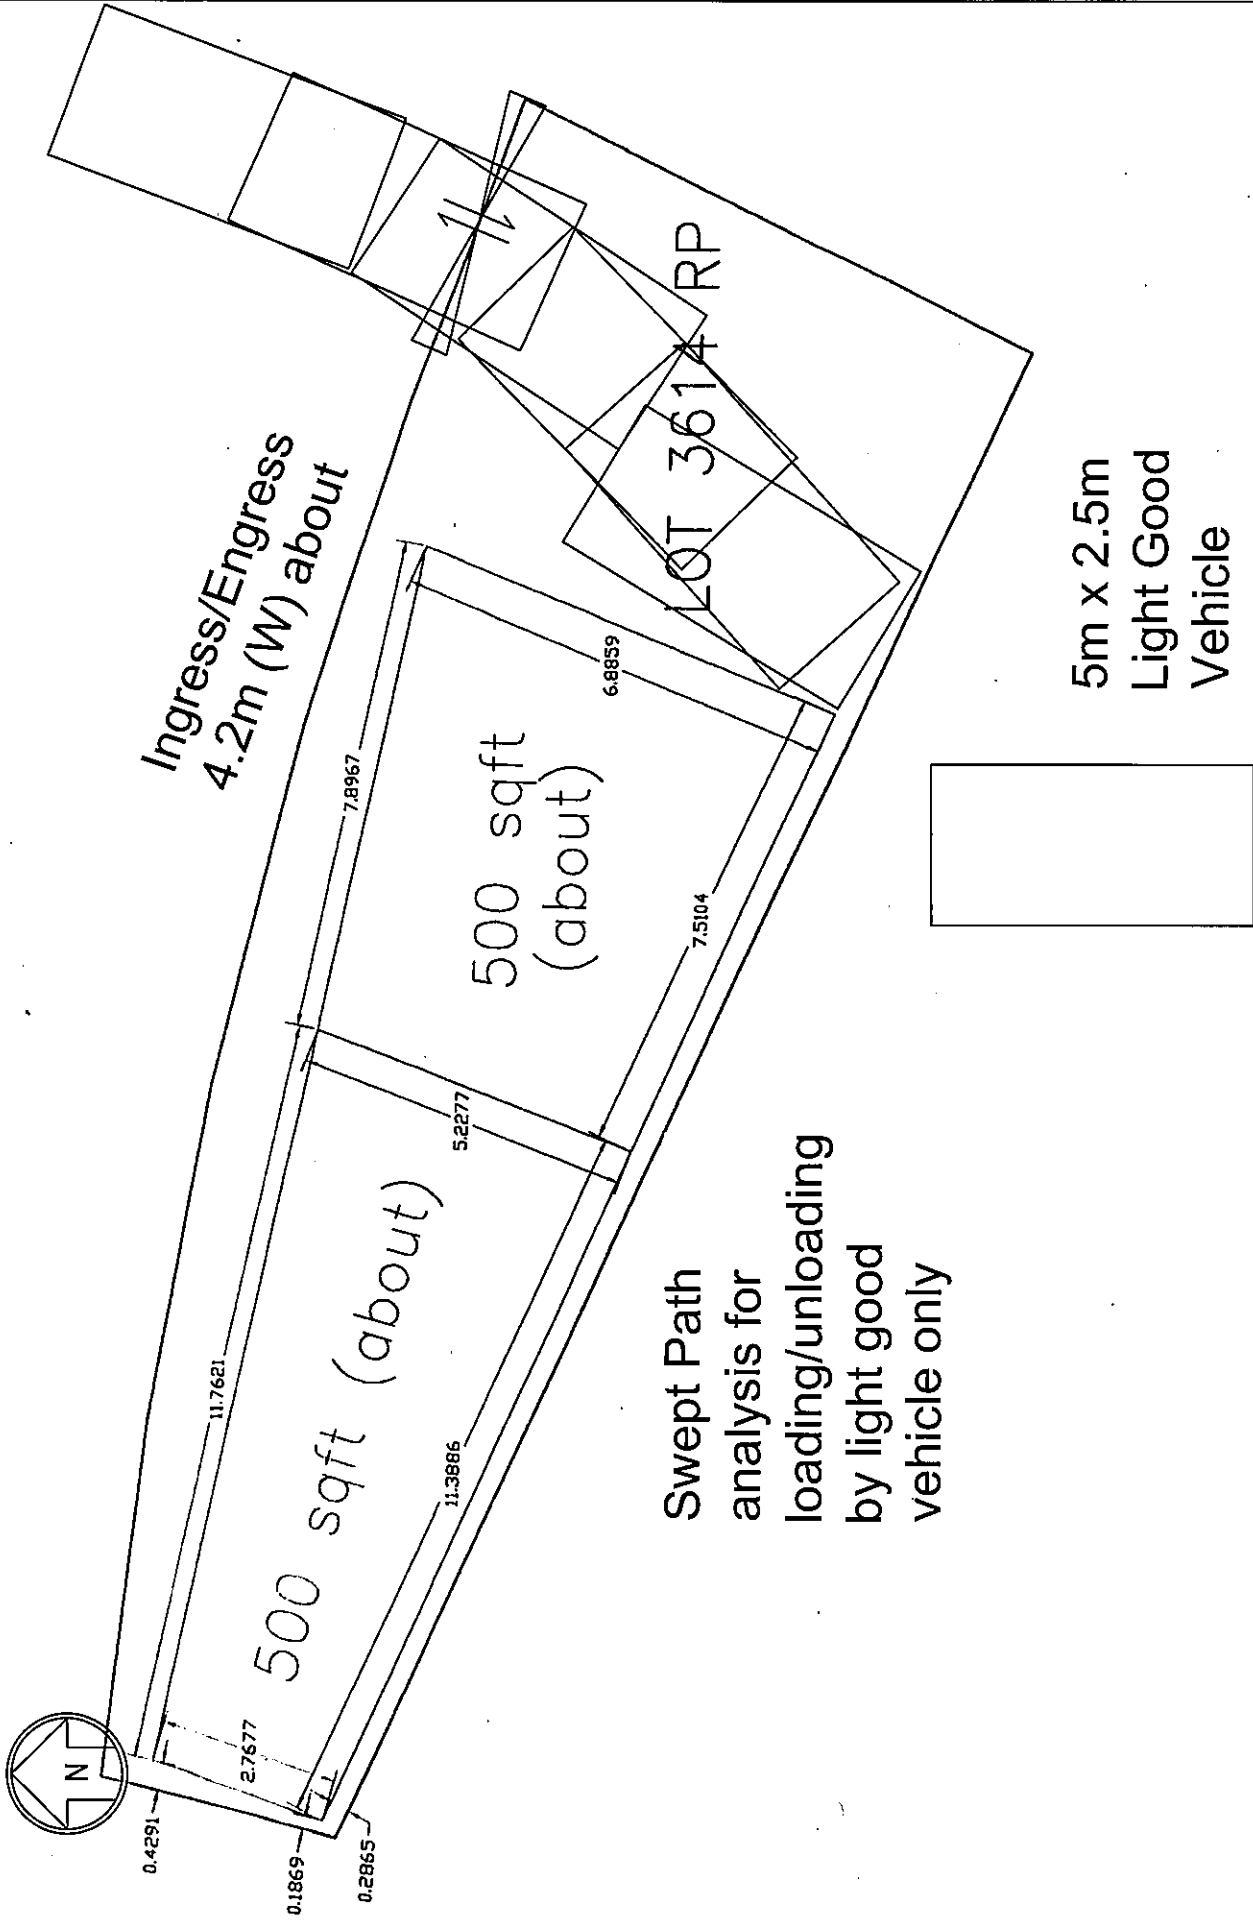 N
Ingress/Engress
4.2m (W) about
11.7621
7.8967
0.4291
2.7677
500 sqft (about)
5.2277
500 sqft
(about)
6.8859
LOT 3614 RP
0.1869
0.2865
11.3886
7.5104
Swept Path
analysis for
loading/unloading
by light good
vehicle only
5m x 2.5m
Light Good
Vehicle